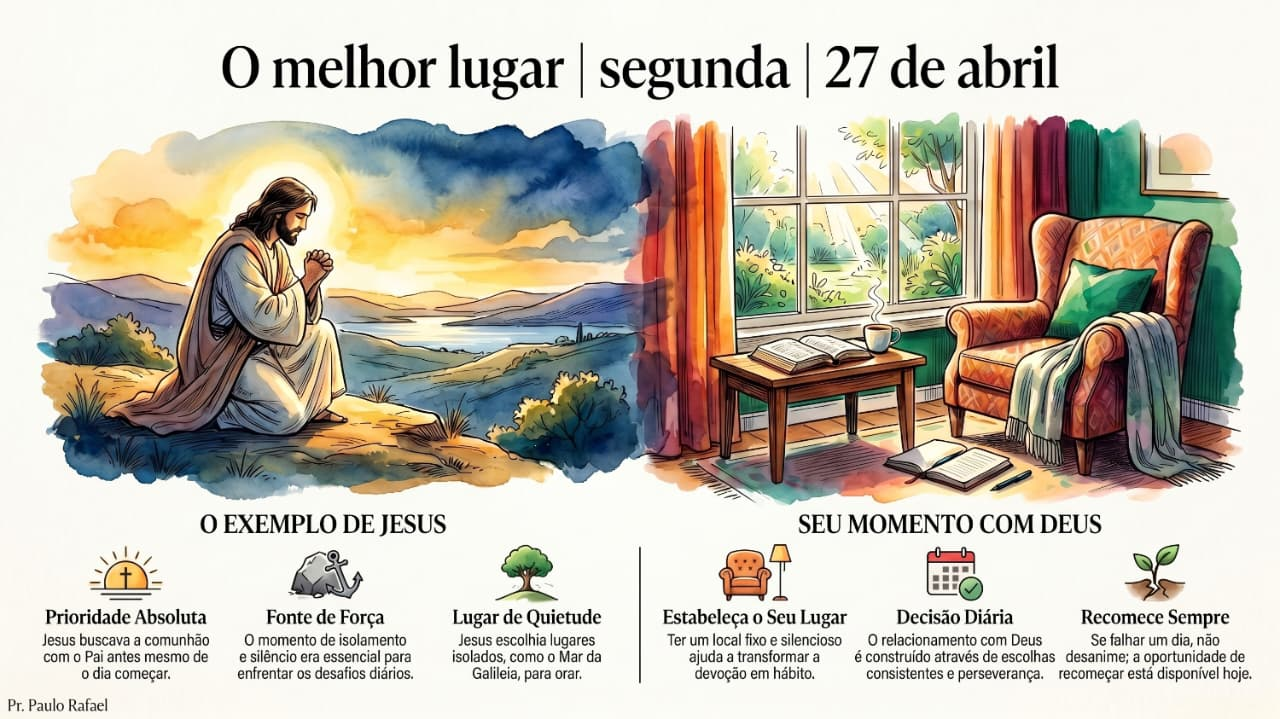 O melhor lugar | segunda | 27 de abril
O EXEMPLO DE JESUS
Prioridade Absoluta
Jesus buscava a comunhão
com o Pai antes mesmo de
o dia começar.
Fonte de Força
O momento de isolamento
e silêncio era essencial para
enfrentar os desafios diários.
Lugar de Quietude
Jesus escolhia lugares
isolados, como o Mar da
Galileia, para orar.
SEU MOMENTO COM DEUS
Estabeleça o Seu Lugar
Ter um local fixo e silencioso
ajuda a transformar a
devoção em hábito.
Decisão Diária
O relacionamento com Deus
é construído através de escolhas
consistentes e perseverança.
Recomece Sempre
Se falhar um dia, não
desanime; a oportunidade de
recomeçar está disponível hoje.
Pr. Paulo Rafael